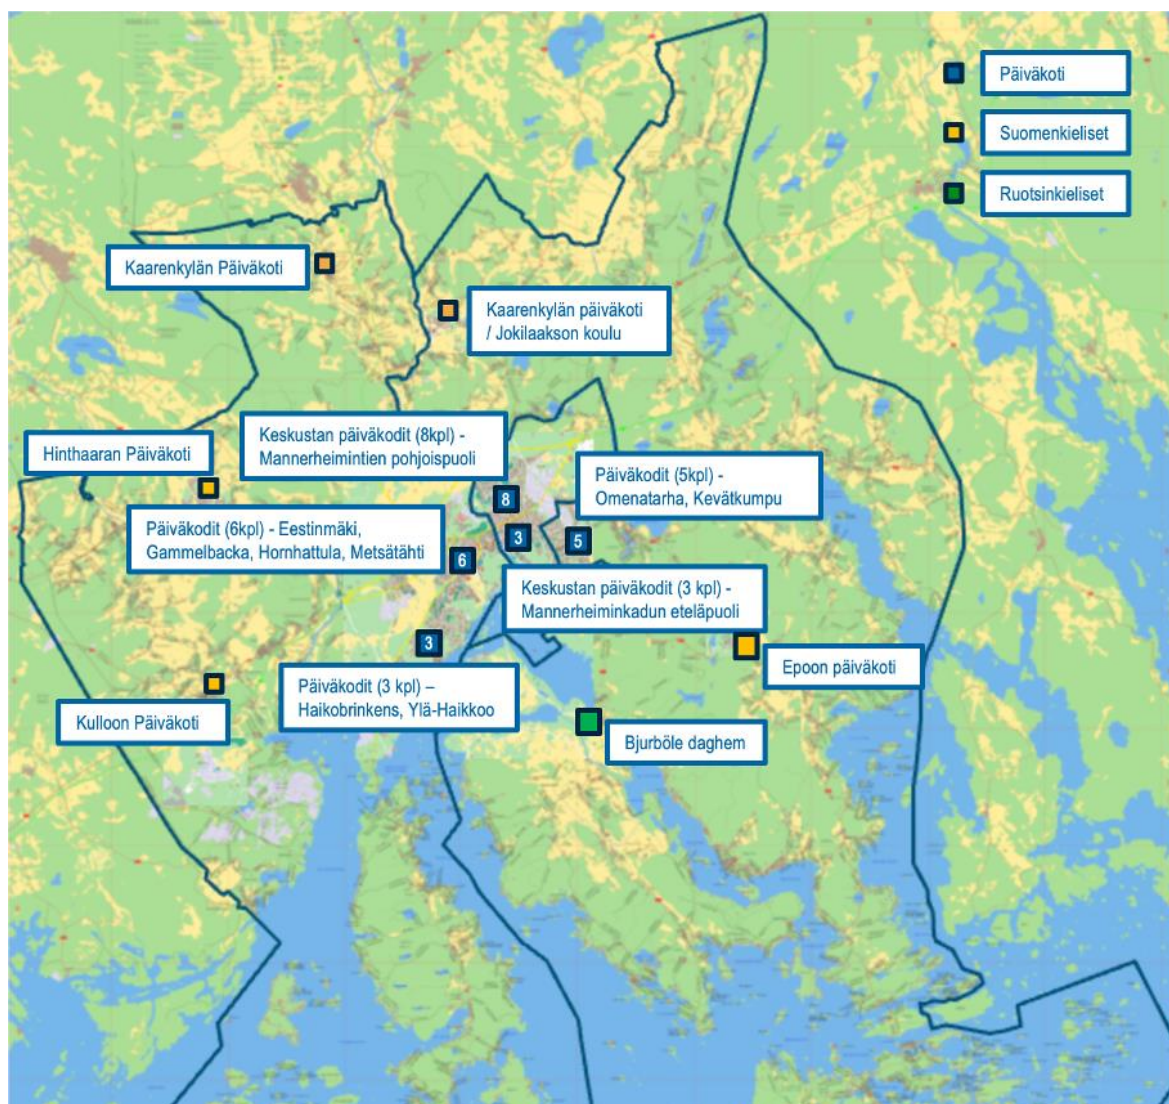 Päiväkoti
Suomenkieliset
Ruotsinkieliset
Kaarenkylän Päiväkoti
Kaarenkylän päiväkoti
/ Jokilaakson koulu
Keskustan päiväkodit (8kpl) -
Mannerheimintien pohjoispuoli
Hinthaaran Päiväkoti
Päiväkodit (5kpl) -
Omenatarha, Kevätkumpu
8
3
5
6
Päiväkodit (6kpl) - Eestinmäki,
Gammelbacka, Hornhattula, Metsätähti
Keskustan päiväkodit (3 kpl) -
Mannerheiminkadun eteläpuoli
3
Epoon päiväkoti
Päiväkodit (3 kpl) –
Haikobrinkens, Ylä-Haikkoo
Kulloon Päiväkoti
Bjurböle daghem